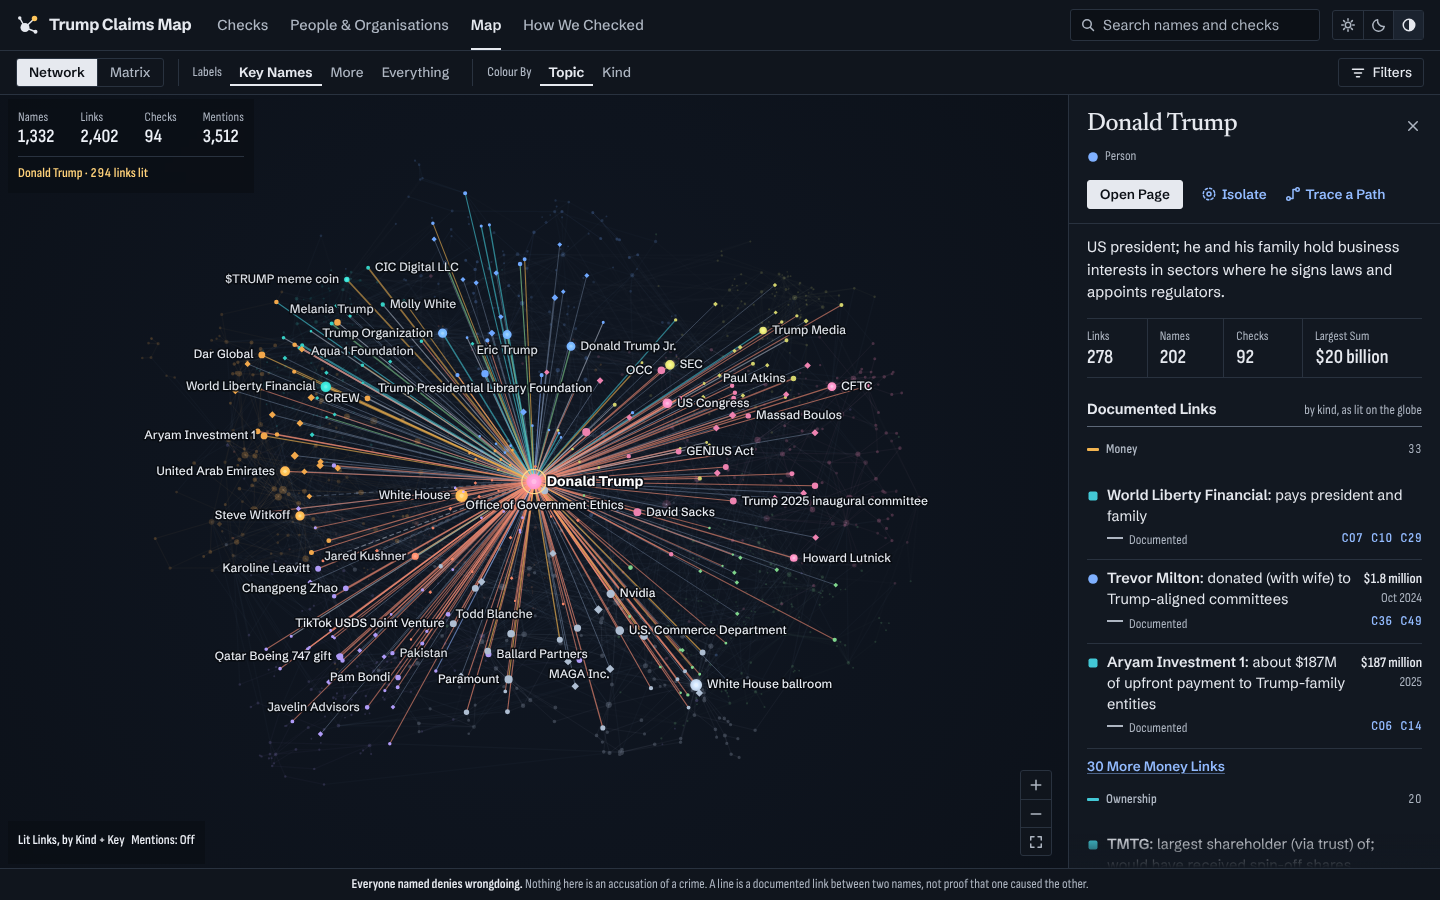 Trump Claims Map
Checks
People & Organisations
Map
How We Checked
Search names and checks
Network
Matrix
Labels
Key Names
More
Everything
Colour By
Topic
Kind
Filters
Names
Links
Checks
Mentions
1,332
2,402
94
3,512
Donald Trump · 294 links lit
CIC Digital LLC
$TRUMP meme coin
Melania Trump
Molly White
Trump Organization
Eric Trump
Donald Trump Jr.
Trump Media
Dar Global
Aqua 1 Foundation
OCC
SEC
Paul Atkins
World Liberty Financial
Trump Presidential Library Foundation
CFTC
CREW
US Congress
Massad Boulos
Aryam Investment 1
GENIUS Act
United Arab Emirates
Donald Trump
White House
Office of Government Ethics
Trump 2025 inaugural committee
Steve Witkoff
David Sacks
Jared Kushner
Howard Lutnick
Karoline Leavitt
Changpeng Zhao
Nvidia
Todd Blanche
TikTok USDS Joint Venture
U.S. Commerce Department
Qatar Boeing 747 gift
Pakistan
Ballard Partners
Pam Bondi
Paramount
MAGA Inc.
White House ballroom
Javelin Advisors
Lit Links, by Kind + Key Mentions: Off
Donald Trump
Person
Open Page
Isolate
Trace a Path
US president; he and his family hold business
interests in sectors where he signs laws and
appoints regulators.
Links
Names
Checks
Largest Sum
278
202
92
$20 billion
Documented Links
by kind, as lit on the globe
Money
33
World Liberty Financial: pays president and
family
Documented
C07 C10 C29
Trevor Milton: donated (with wife) to
$1.8 million
Trump-aligned committees
Oct 2024
Documented
C36 C49
Aryam Investment 1: about $187M
$187 million
of upfront payment to Trump-family
2025
entities
Documented
C06 C14
30 More Money Links
Ownership
20
TMTG: largest shareholder (via trust) of;
would have received spin-off shares
Everyone named denies wrongdoing. Nothing here is an accusation of a crime. A line is a documented link between two names, not proof that one caused the other.